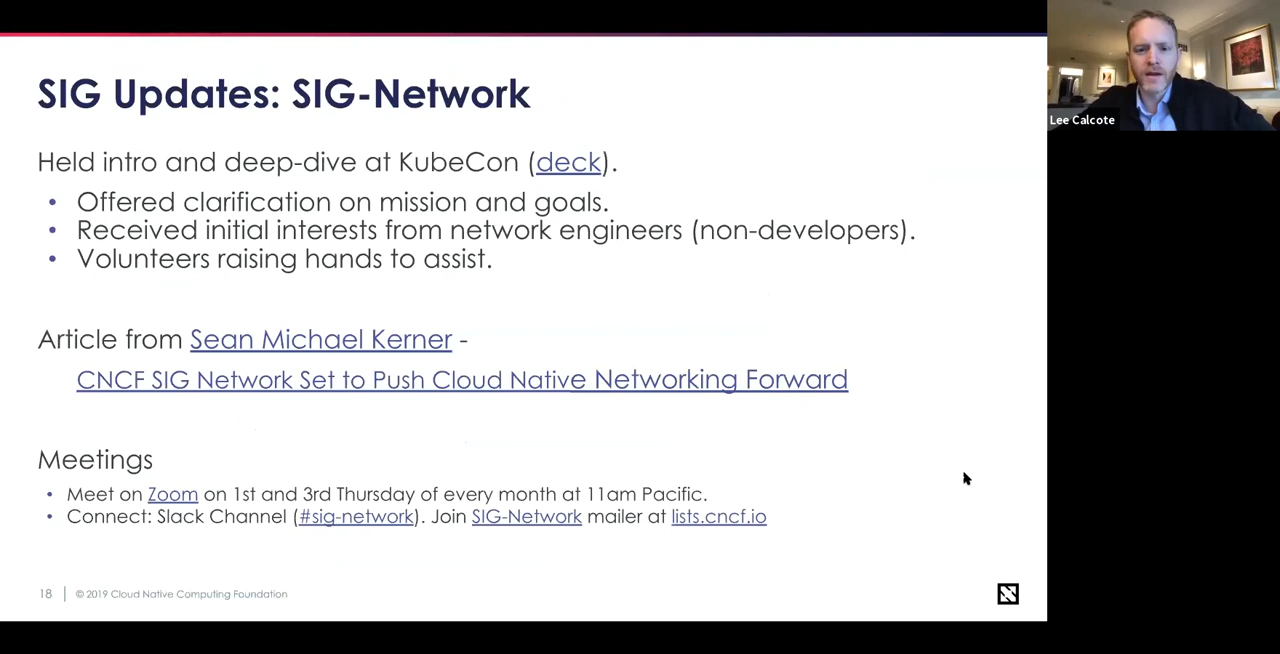 SIG Updates: SIG-Network
Held intro and deep-dive at KubeCon (deck).
• Offered clarification on mission and goals.
• Received initial interests from network engineers (non-developers).
• Volunteers raising hands to assist.
Article from Sean Michael Kerner -
CNCF SIG Network Set to Push Cloud Native Networking Forward
Meetings
• Meet on Zoom on 1st and 3rd Thursday of every month at 11am Pacific.
• Connect: Slack Channel (#sig-network). Join SIG-Network mailer at lists.cncf.io
18 | © 2019 Cloud Native Computing Foundation
Lee Calcote